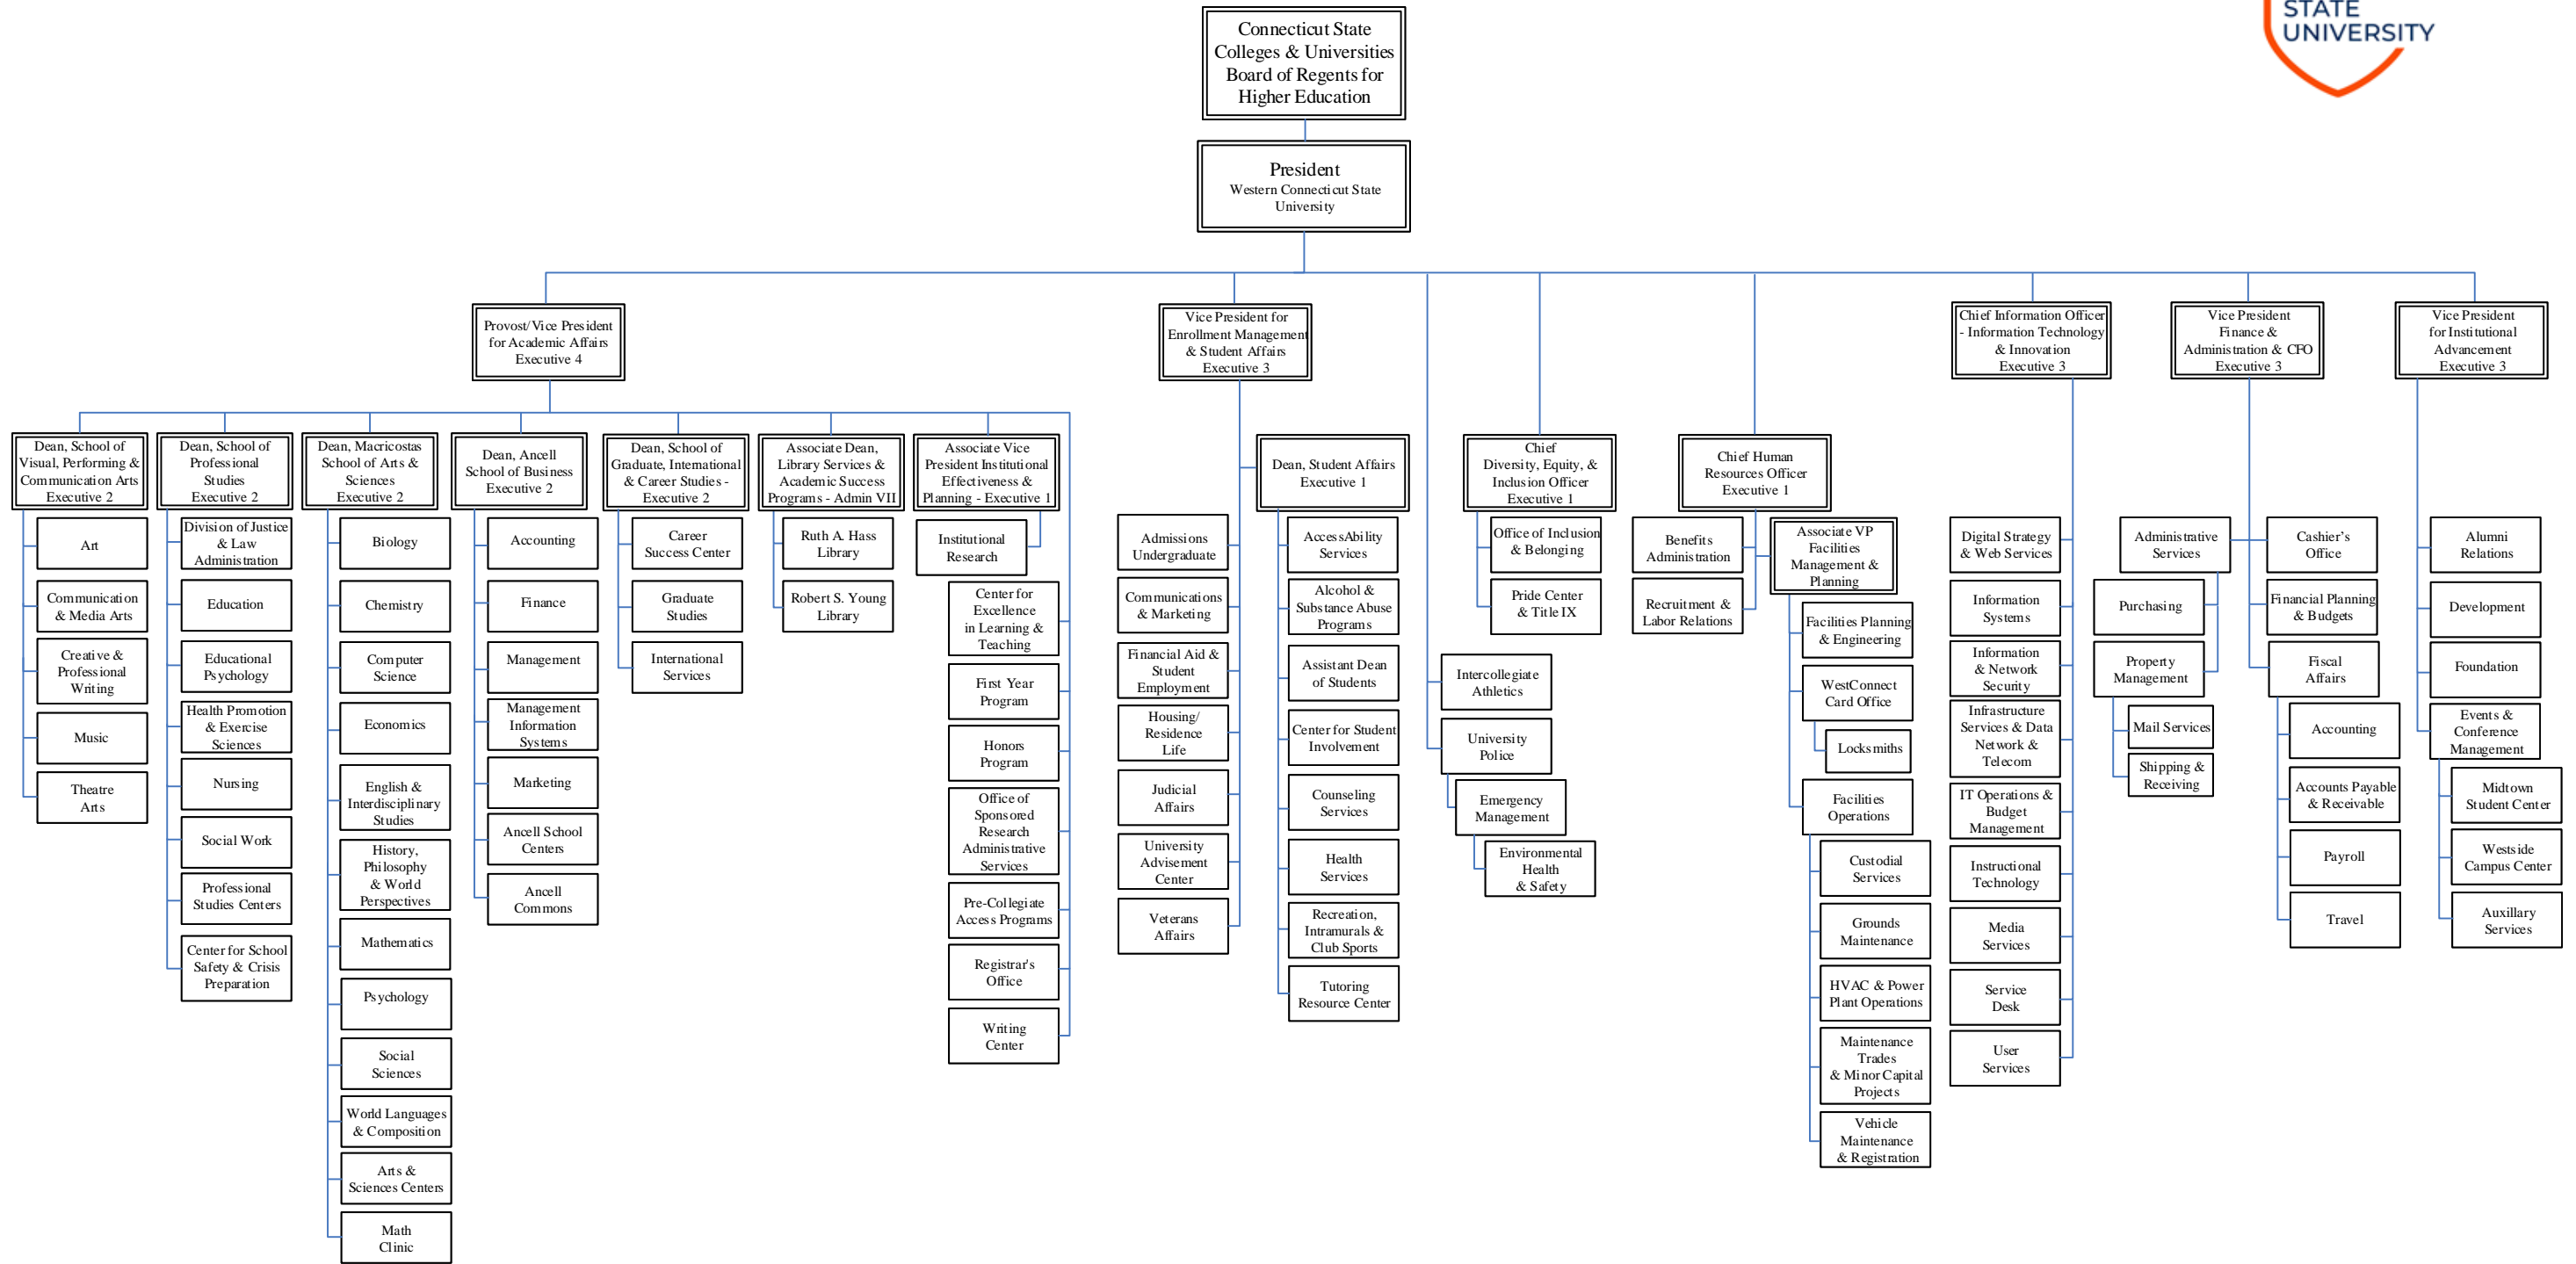 STATE
UNIVERSITY
Connecticut State
Colleges & Universities
Board of Regents for
Higher Education
President
Western Connecticut State
University
Provost/Vice President
for Academic Affairs
Executive 4
Vice President for
Enrollment Management
& Student Affairs
Executive 3
Chief Information Officer
- Information Technology
& Innovation
Executive 3
Vice President
Finance &
Administration & CFO
Executive 3
Vice President
for Institutional
Advancement
Executive 3
Dean, School of
Visual, Performing &
Communication Arts
Executive 2
Dean, School of
Professional
Studies
Executive 2
Dean, Macricostas
School of Arts &
Sciences
Executive 2
Dean, Ancell
School of Business
Executive 2
Dean, School of
Graduate, International
& Career Studies -
Executive 2
Associate Dean,
Library Services &
Academic Success
Programs - Admin VII
Associate Vice
President Institutional
Effectiveness &
Planning - Executive 1
Dean, Student Affairs
Executive 1
Chief
Diversity, Equity, &
Inclusion Officer
Executive 1
Chief Human
Resources Officer
Executive 1
Art
Communication
& Media Arts
Creative &
Professional
Writing
Music
Theatre
Arts
Division of Justice
& Law
Administration
Education
Educational
Psychology
Health Promotion
& Exercise
Sciences
Nursing
Social Work
Professional
Studies Centers
Center for School
Safety & Crisis
Preparation
Biology
Chemistry
Computer
Science
Economics
English &
Interdisciplinary
Studies
History,
Philosophy
& World
Perspectives
Mathematics
Psychology
Social
Sciences
World Languages
& Composition
Arts &
Sciences Centers
Math
Clinic
Accounting
Finance
Management
Management
Information
Systems
Marketing
Ancell School
Centers
Ancell
Commons
Career
Success Center
Graduate
Studies
International
Services
Ruth A. Hass
Library
Robert S. Young
Library
Institutional
Research
Center for
Excellence
in Learning &
Teaching
First Year
Program
Honors
Program
Office of
Sponsored
Research
Administrative
Services
Pre-Collegiate
Access Programs
Registrar's
Office
Writing
Center
Admissions
Undergraduate
Communications
& Marketing
Financial Aid &
Student
Employment
Housing/
Residence
Life
Judicial
Affairs
University
Advisement
Center
Veterans
Affairs
AccessAbility
Services
Alcohol &
Substance Abuse
Programs
Assistant Dean
of Students
Center for Student
Involvement
Counseling
Services
Health
Services
Recreation,
Intramurals &
Club Sports
Tutoring
Resource Center
Intercollegiate
Athletics
University
Police
Emergency
Management
Environmental
Health
& Safety
Office of Inclusion
& Belonging
Pride Center
& Title IX
Benefits
Administration
Recruitment &
Labor Relations
Associate VP
Facilities
Management &
Planning
Facilities Planning
& Engineering
WestConnect
Card Office
Locksmiths
Facilities
Operations
Custodial
Services
Grounds
Maintenance
HVAC & Power
Plant Operations
Maintenance
Trades
& Minor Capital
Projects
Vehicle
Maintenance
& Registration
Digital Strategy
& Web Services
Information
Systems
Information
& Network
Security
Infrastructure
Services & Data
Network &
Telecom
IT Operations &
Budget
Management
Instructional
Technology
Media
Services
Service
Desk
User
Services
Administrative
Services
Purchasing
Property
Management
Mail Services
Shipping &
Receiving
Cashier's
Office
Financial Planning
& Budgets
Fiscal
Affairs
Accounting
Accounts Payable
& Receivable
Payroll
Travel
Alumni
Relations
Development
Foundation
Events &
Conference
Management
Midtown
Student Center
Westside
Campus Center
Auxillary
Services